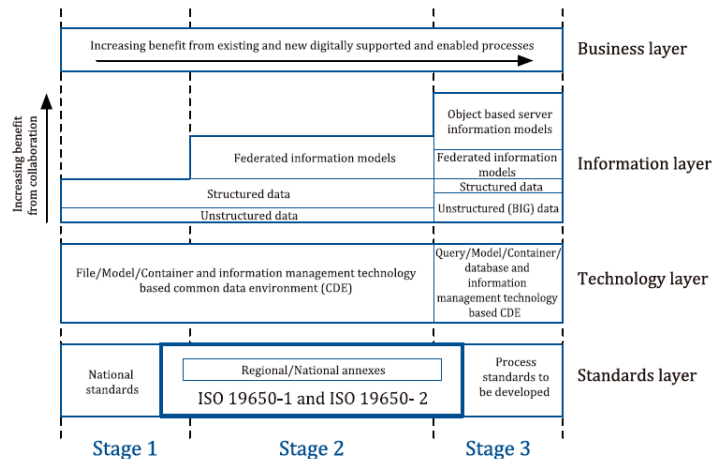 Increasing benefit from existing and new digitally supported and enabled processes
Business layer
Increasing benefit
from collaboration
Object based server
information models
Federated information models
Federated information
models
Information layer
Structured data
Structured data
Unstructured data
Unstructured (BIG) data
File/Model/Container and information management technology
based common data environment (CDE)
Query/Model/Container/
database and
information
management technology
based CDE
Technology layer
National
standards
Regional/National annexes
ISO 19650-1 and ISO 19650- 2
Process
standards to
be developed
Standards layer
Stage 1
Stage 2
Stage 3